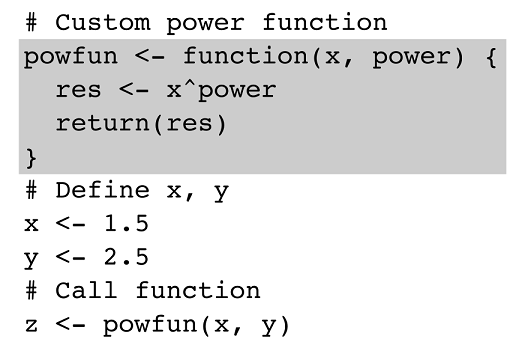 # Custom power function
powfun <- function(x, power) {
  res <- x^power
  return(res)
}
# Define x, y
x <- 1.5
y <- 2.5
# Call function
z <- powfun(x, y)